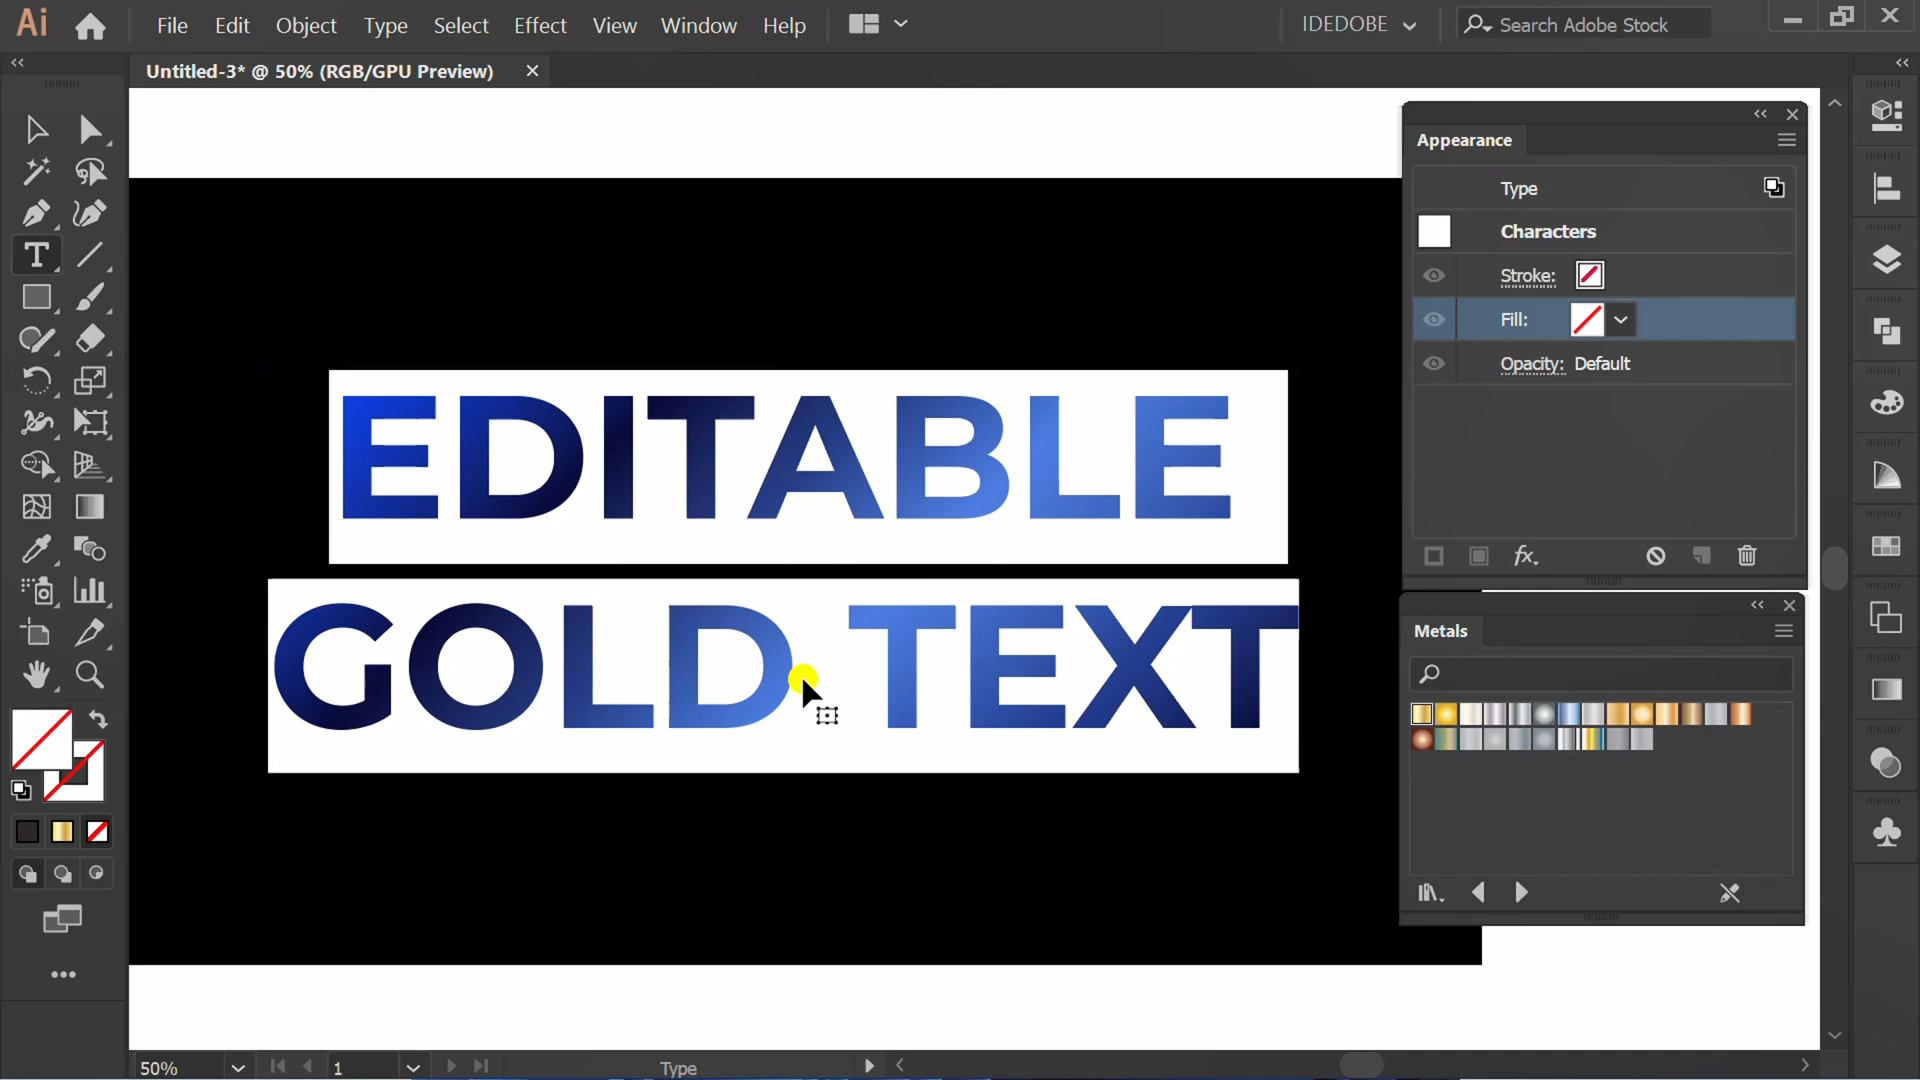 Ai File Edit Object Type Select Effect View Window Help IDEDOBE Search Adobe Stock
Untitled-3* @ 50% (RGB/GPU Preview)
Appearance
Type
Characters
Stroke:
Fill:
Opacity: Default
fx
EDITABLE
GOLD TEXT
Metals
50% 1 Type